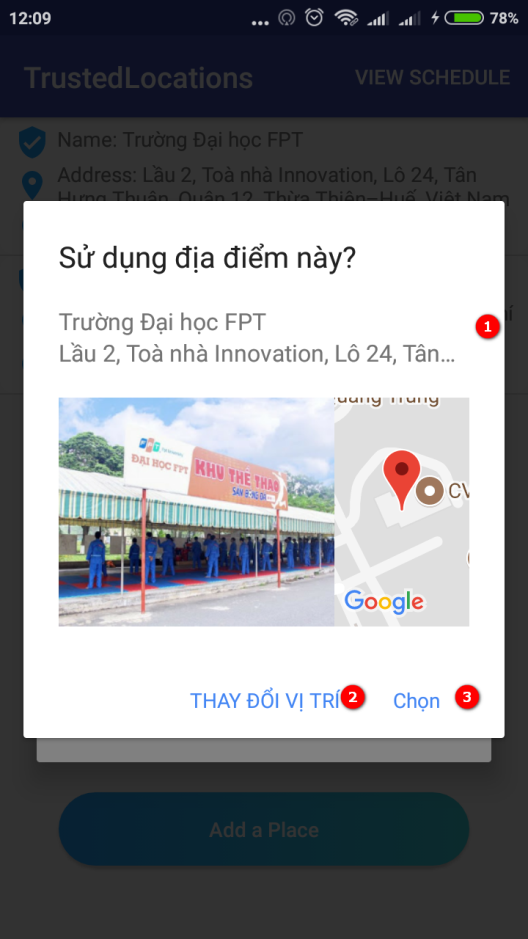 12:09
78%
TrustedLocations
VIEW SCHEDULE
Name: Trường Đại học FPT
Address: Lầu 2, Toà nhà Innovation, Lô 24, Tân
Hưng Thuận, Quận 12, Thừa Thiên–Huế, Việt Nam
Sử dụng địa điểm này?
Trường Đại học FPT
1
Lầu 2, Toà nhà Innovation, Lô 24, Tân...
FPT
ĐẠI HỌC FPT
KHU THỂ THAO
Quang Trung
CV
Google
THAY ĐỔI VỊ TRÍ
2
Chọn
3
Add a Place